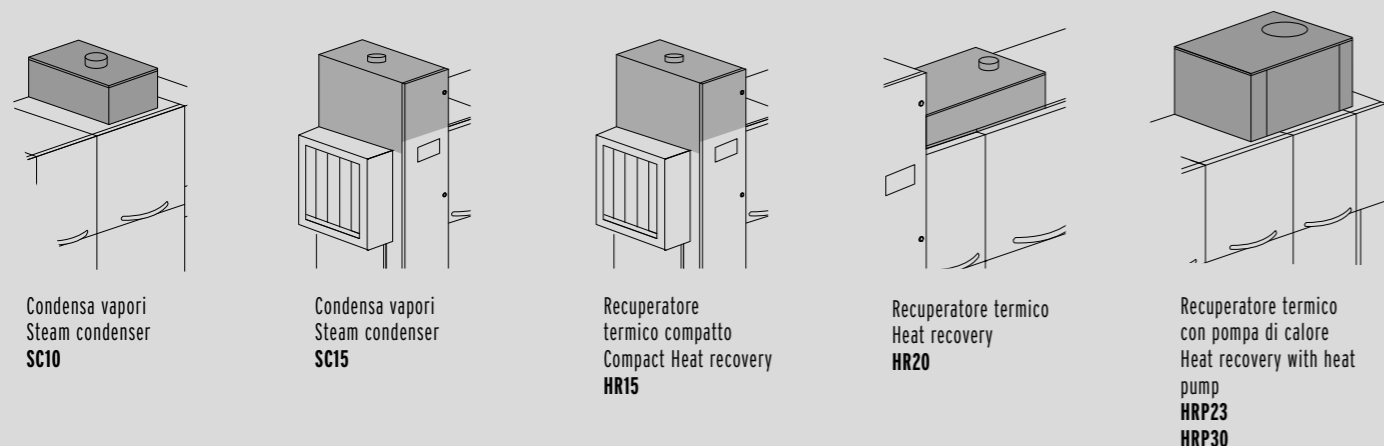 Condensa vapori
Steam condenser
SC10
Condensa vapori
Steam condenser
SC15
Recuperatore
termico compatto
Compact Heat recovery
HR15
Recuperatore termico
Heat recovery
HR20
Recuperatore termico
con pompa di calore
Heat recovery with heat
pump
HRP23
HRP30